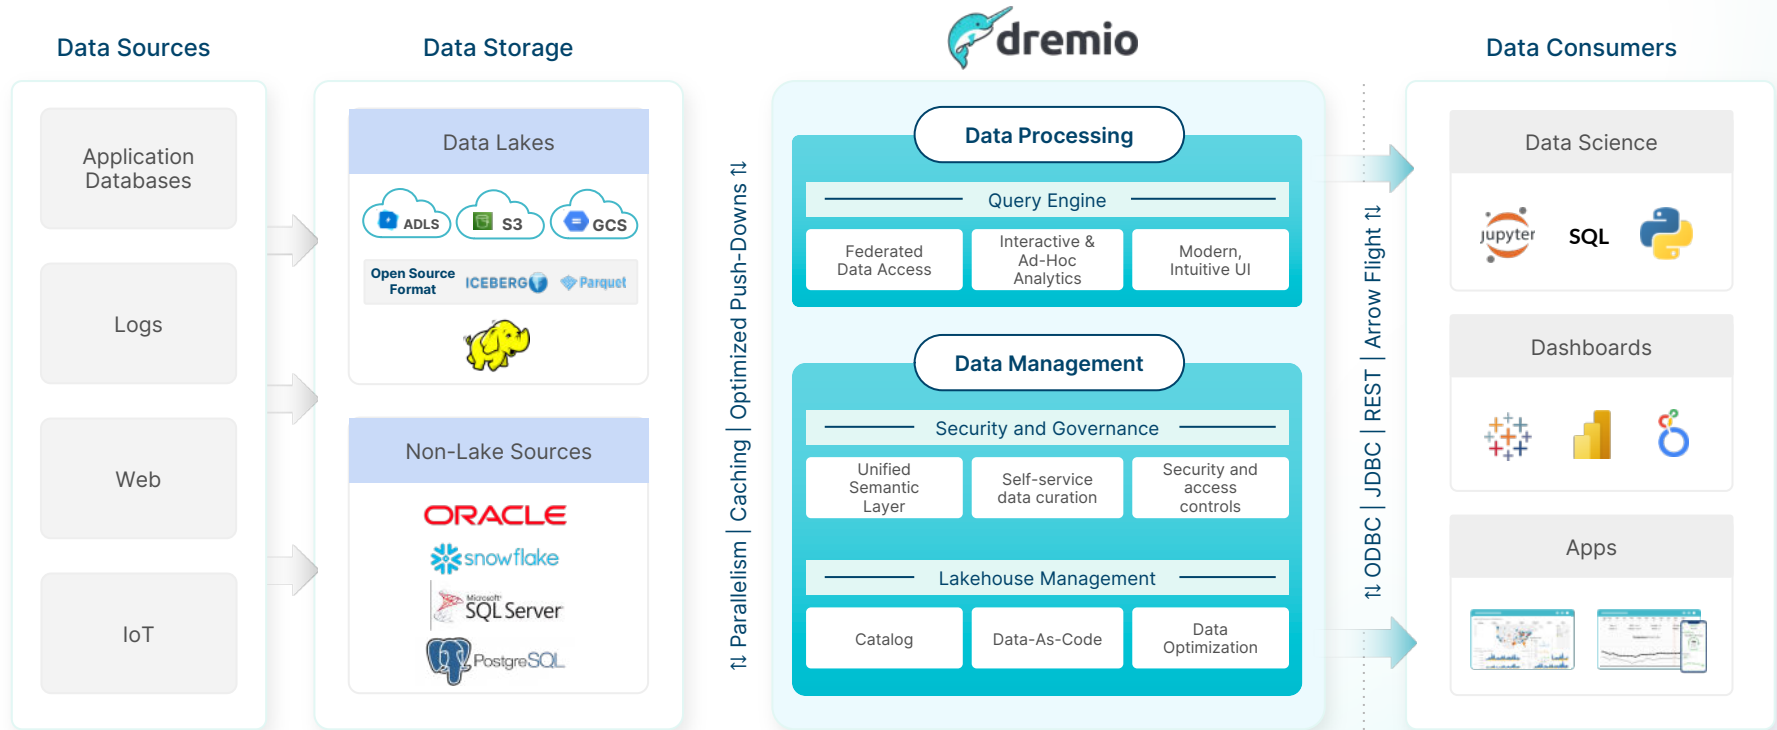 Data Sources
Application
Databases
Logs
Web
IoT
Data Storage
Data Lakes
ADLS
S3
GCS
Open Source
Format
ICEBERG
Parquet
Non-Lake Sources
ORACLE
snowflake
Microsoft
SQL Server
PostgreSQL
⇅ Parallelism | Caching | Optimized Push-Downs ⇅
dremio
Data Processing
Query Engine
Federated
Data Access
Interactive &
Ad-Hoc
Analytics
Modern,
Intuitive UI
Data Management
Security and Governance
Unified
Semantic
Layer
Self-service
data curation
Security and
access
controls
Lakehouse Management
Catalog
Data-As-Code
Data
Optimization
⇅ ODBC | JDBC | REST | Arrow Flight ⇅
Data Consumers
Data Science
jupyter
SQL
Dashboards
Apps